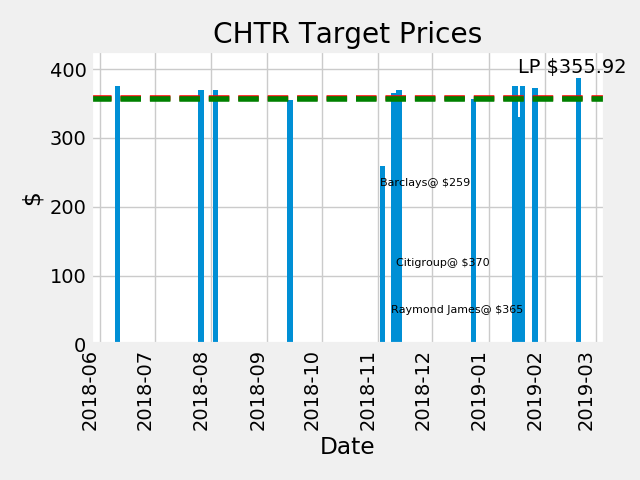 CHTR Target Prices
LP $355.92
400
300
200
100
0
$
Barclays@ $259
Citigroup@ $370
Raymond James@ $365
2018-06
2018-07
2018-08
2018-09
2018-10
2018-11
2018-12
2019-01
2019-02
2019-03
Date